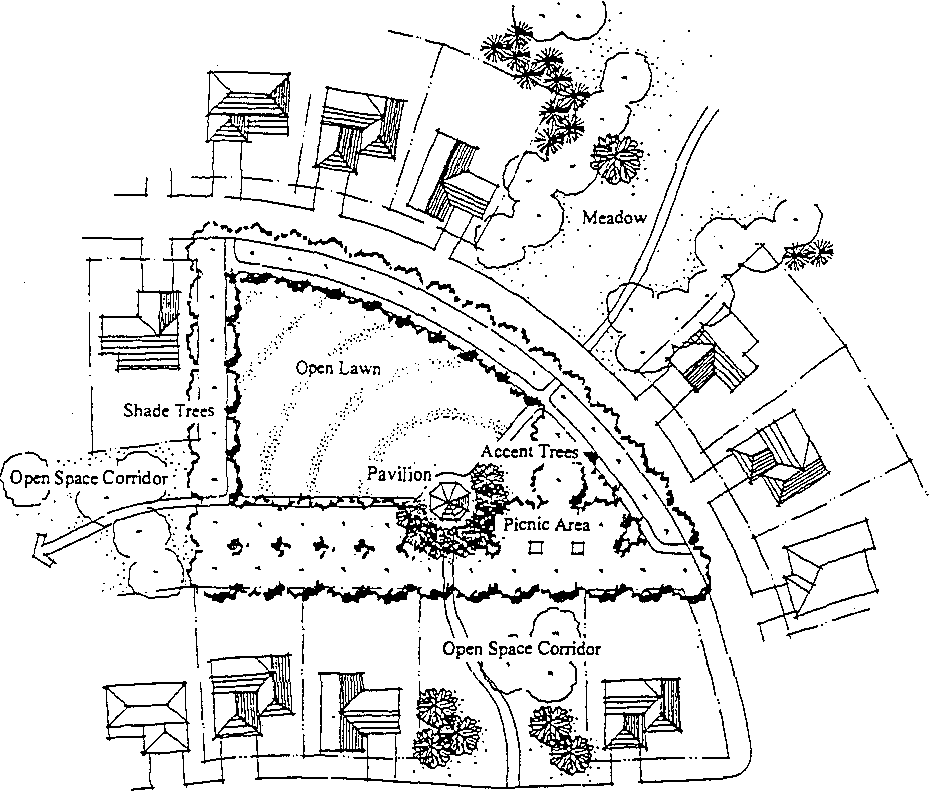 Meadow
Open Lawn
Shade Trees
Accent Trees
Pavilion
Open Space Corridor
Picnic Area
Open Space Corridor